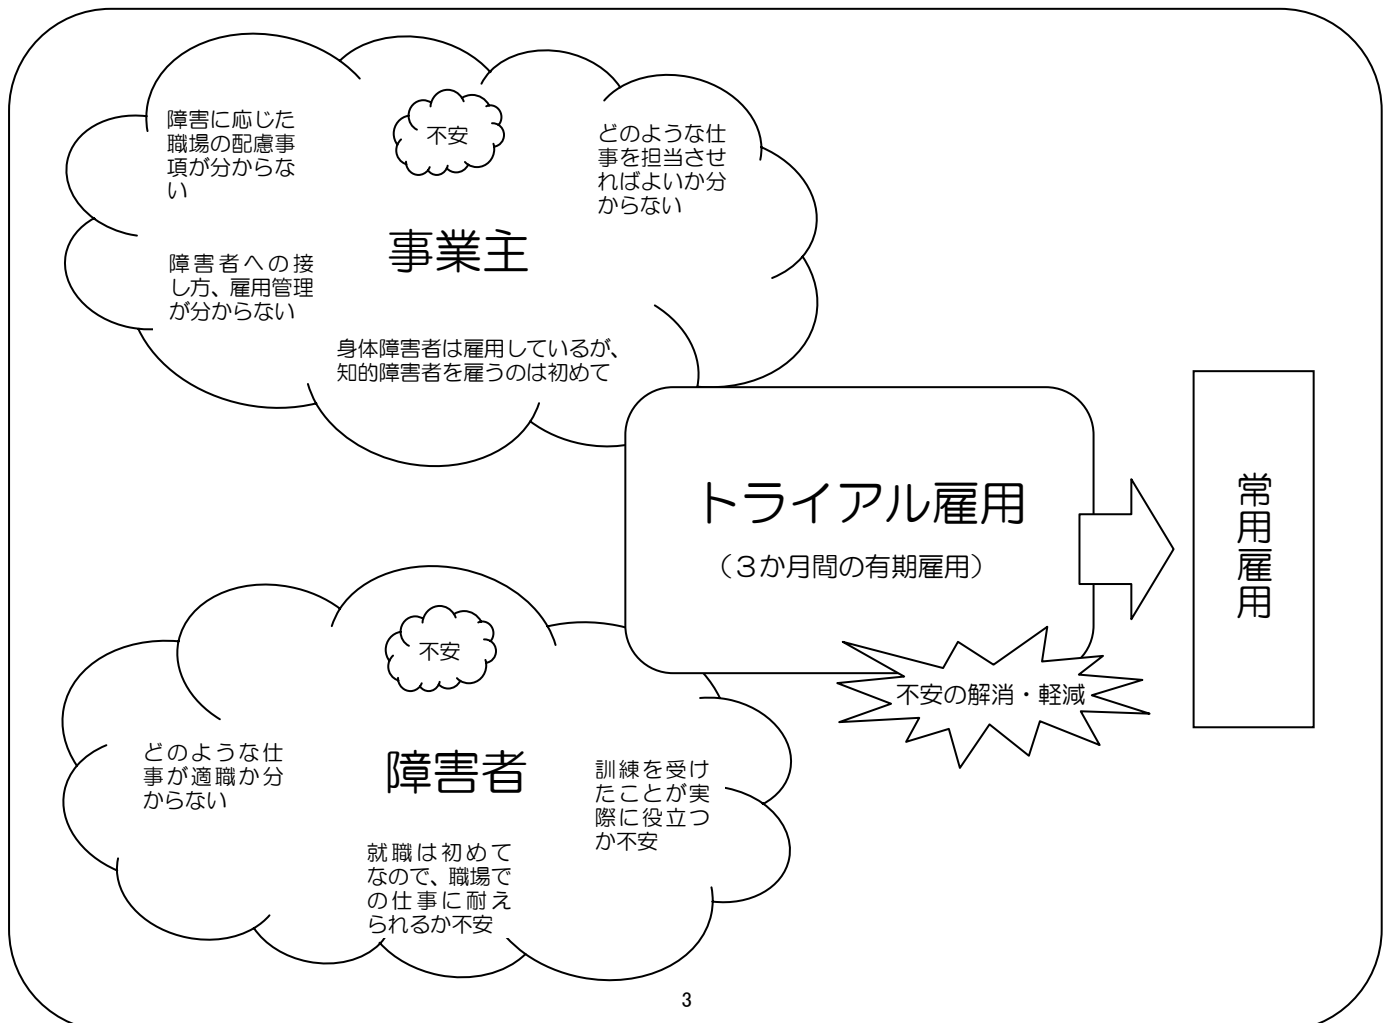 障害に応じた
職場の配慮事
項が分からな
い
不安
どのような仕
事を担当させ
ればよいか分
からない
事業主
障害者への接
し方、雇用管理
が分からない
身体障害者は雇用しているが、
知的障害者を雇うのは初めて
トライアル雇用
（３か月間の有期雇用）
常用雇用
不安の解消・軽減
不安
障害者
どのような仕
事が適職か分
からない
訓練を受け
たことが実
際に役立つ
か不安
就職は初めて
なので、職場で
の仕事に耐え
られるか不安
3